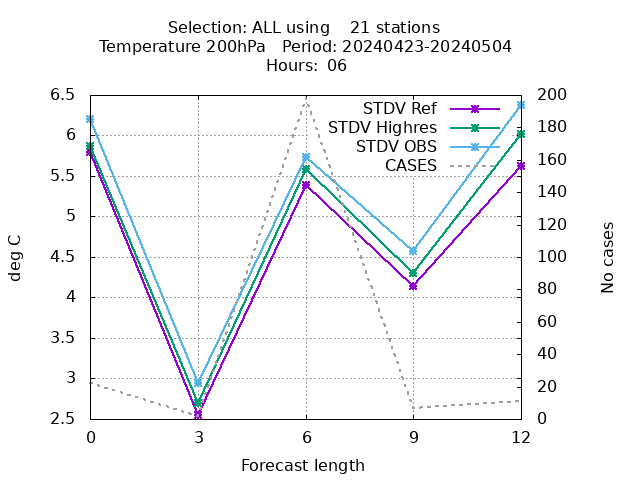 Selection: ALL using    21 stations
Temperature 200hPa   Period: 20240423-20240504
Hours: 06
STDV Ref
STDV Highres
STDV OBS
CASES
6.5
6
5.5
5
4.5
4
3.5
3
2.5
200
180
160
140
120
100
80
60
40
20
0
deg C
No cases
0 3 6 9 12
Forecast length